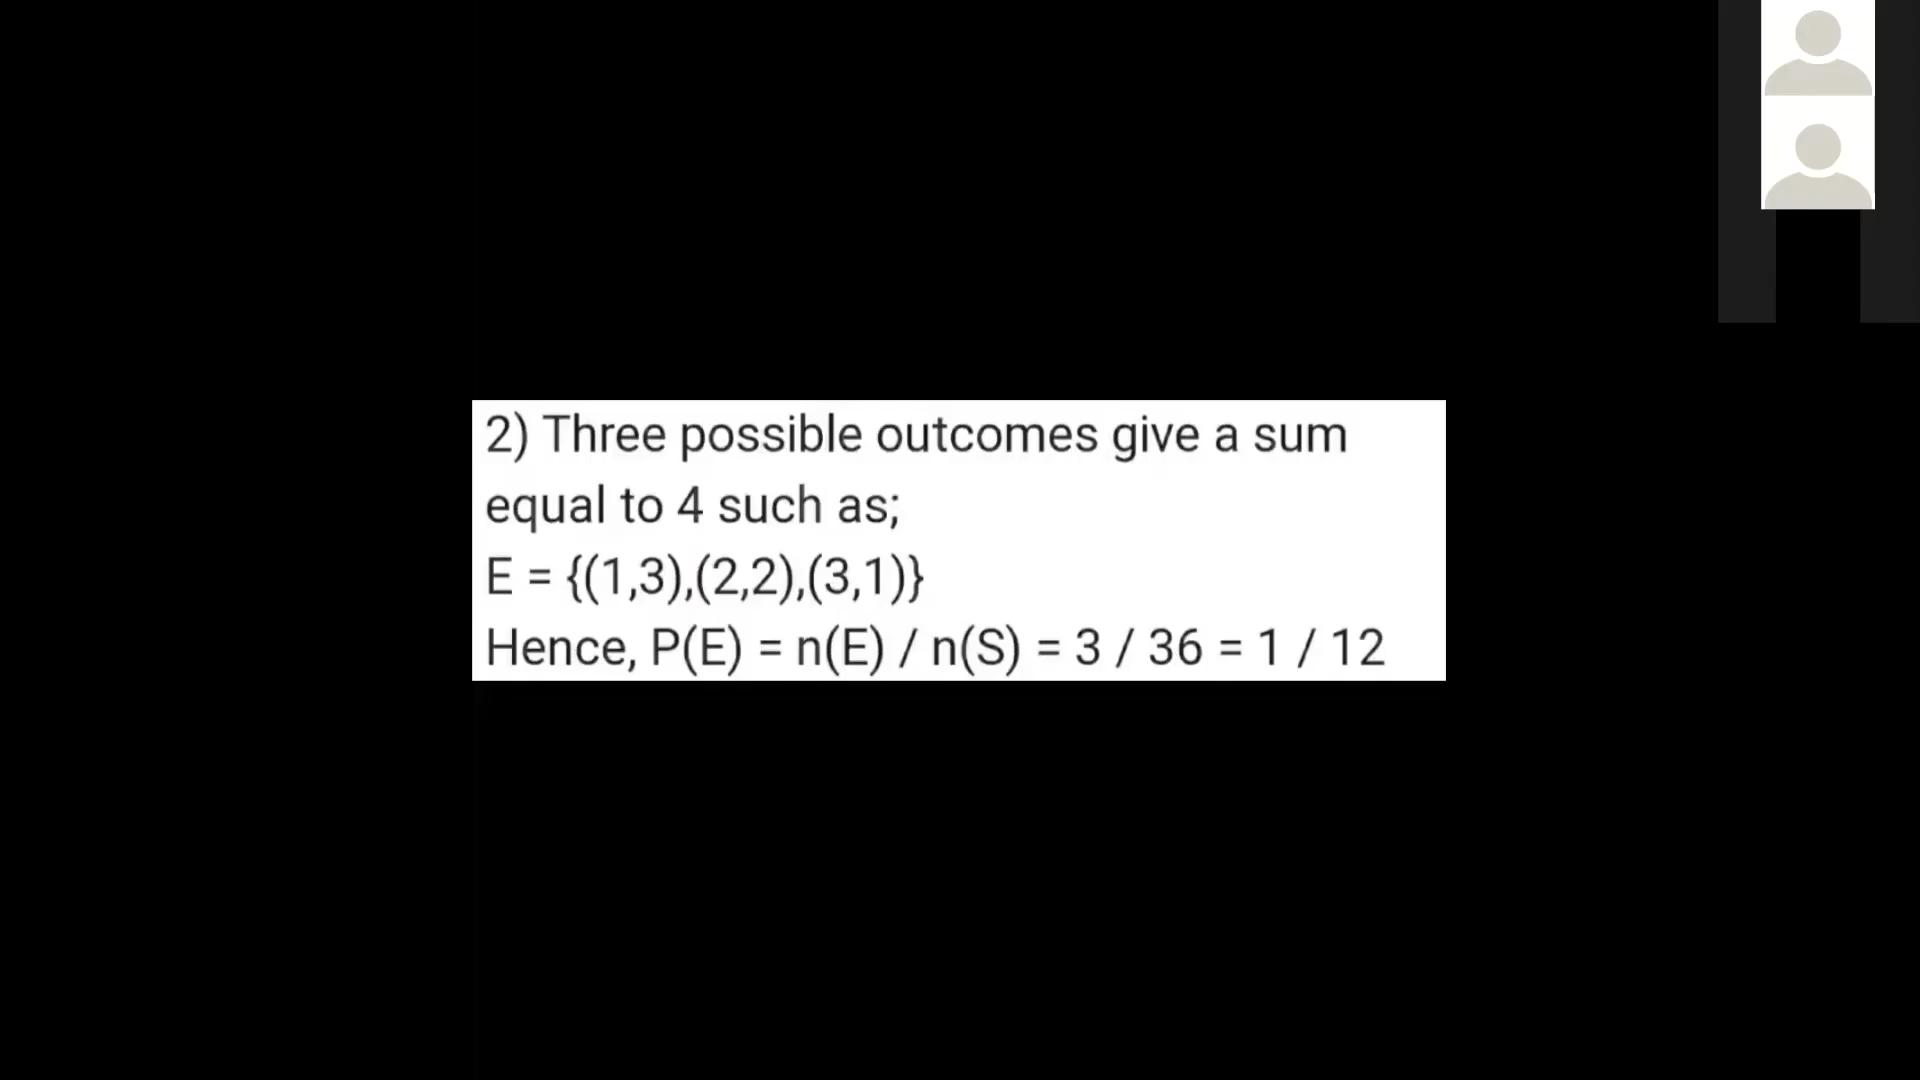 2) Three possible outcomes give a sum
equal to 4 such as;
E = {(1,3),(2,2),(3,1)}
Hence, P(E) = n(E) / n(S) = 3 / 36 = 1 / 12